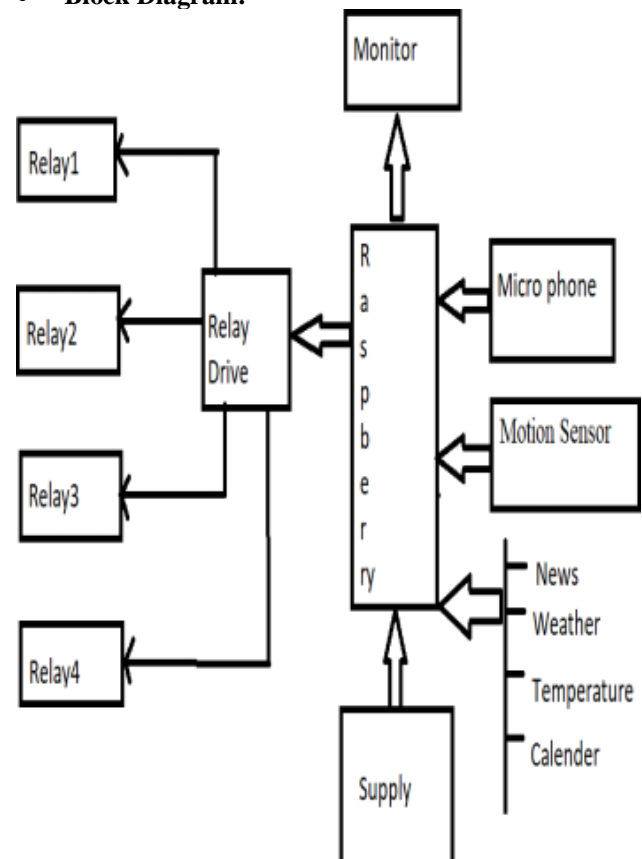 Block Diagram:
Monitor
Relay1
Relay2
Relay3
Relay4
Relay
Drive
R
a
s
p
b
e
r
ry
Micro phone
Motion Sensor
News
Weather
Temperature
Calender
Supply